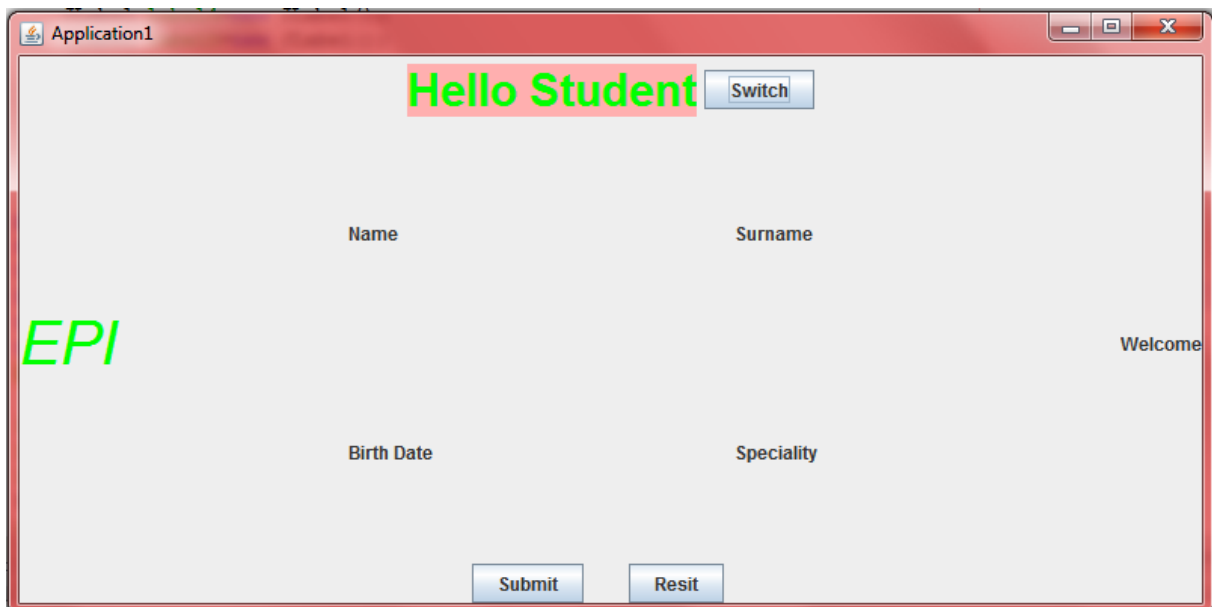 Application1
Hello Student Switch
Name Surname
EPI Welcome
Birth Date Speciality
Submit Resit